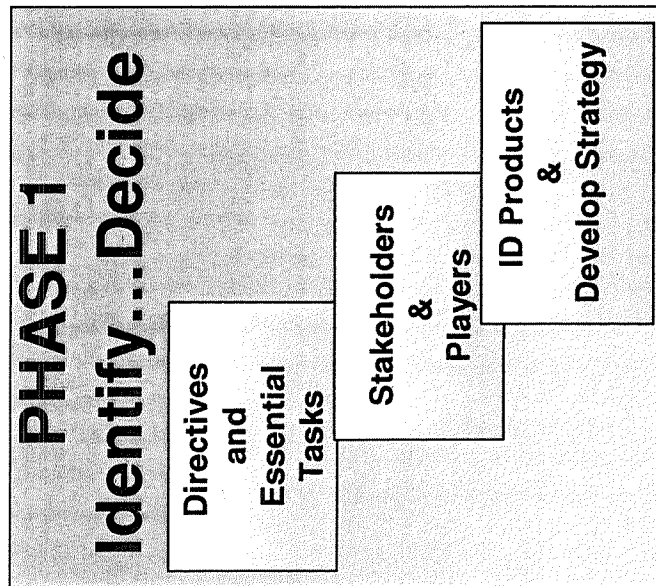 PHASE 1
Identify...Decide
Directives
and
Essential
Tasks
Stakeholders
&
Players
ID Products
&
Develop Strategy